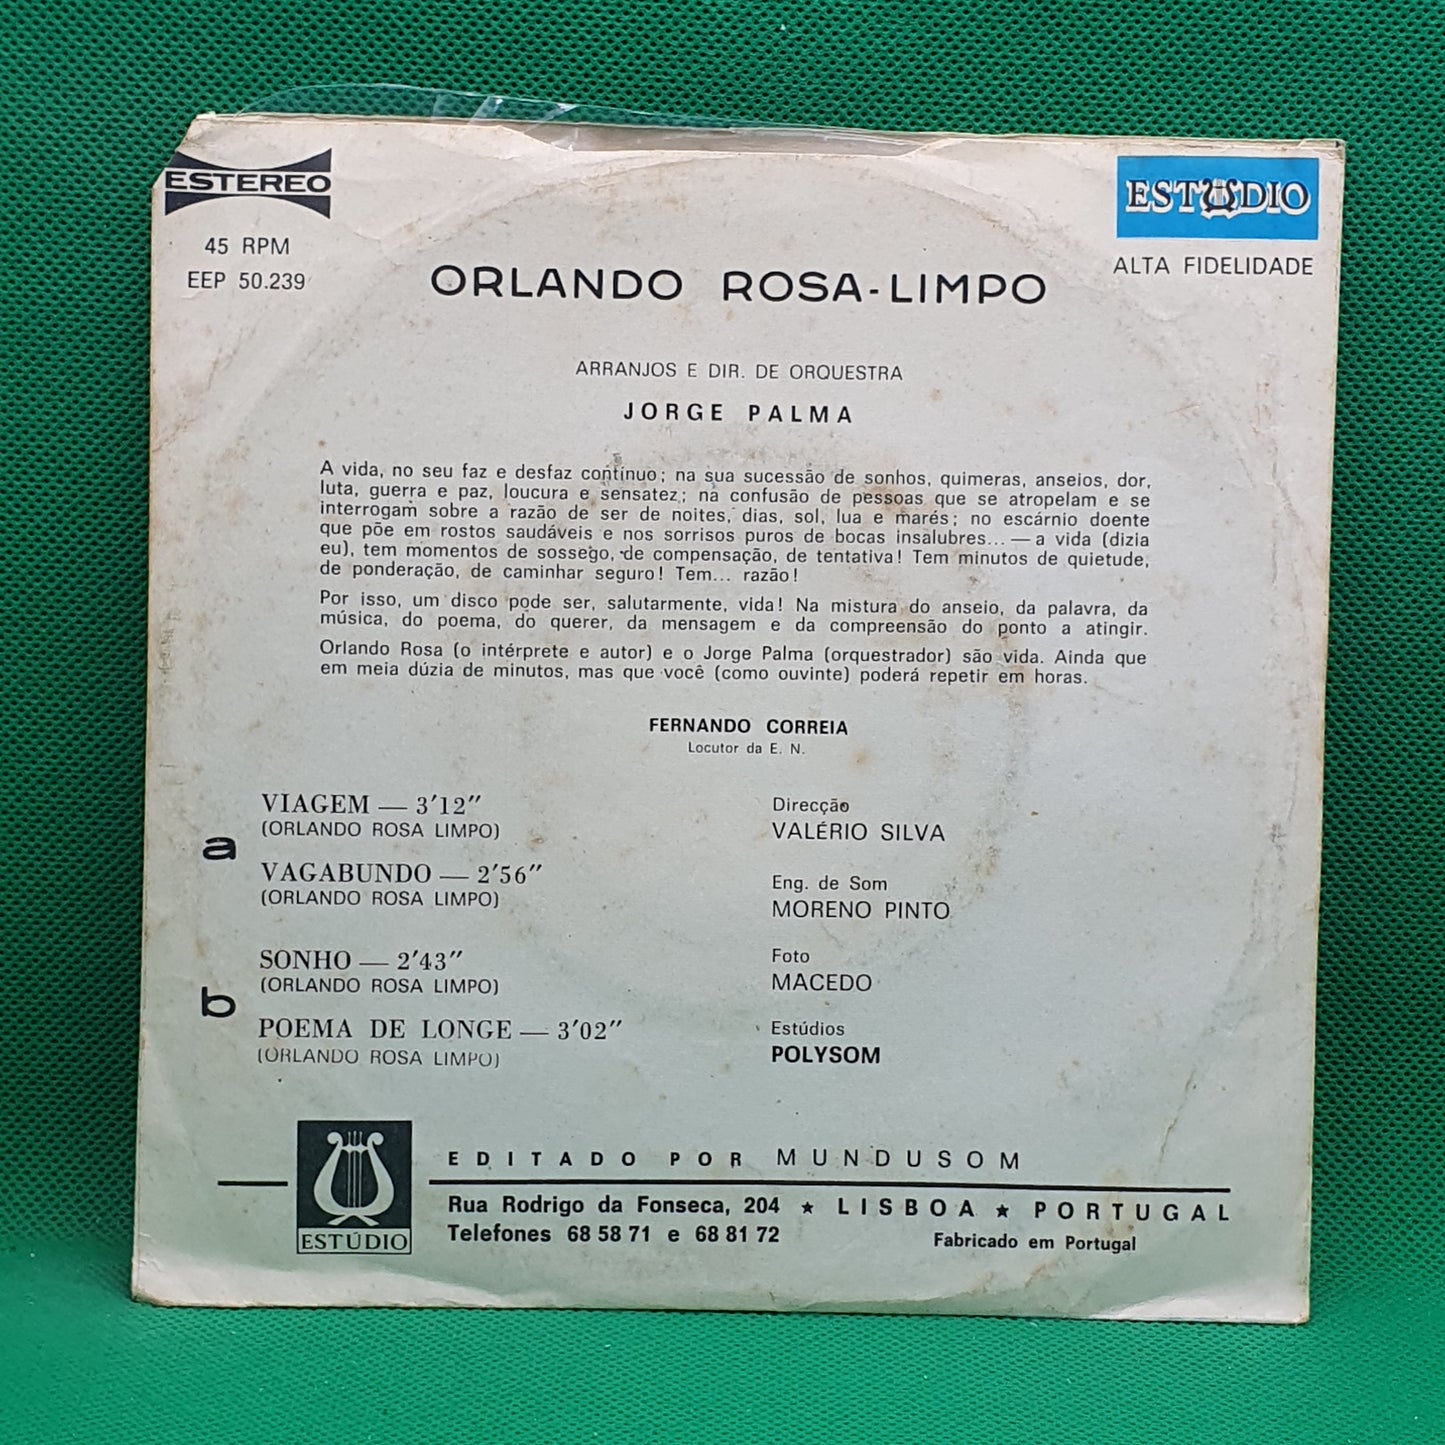 ESTEREO
45 RPM
EEP 50.239
ESTUDIO
ALTA FIDELIDADE
ORLANDO ROSA-LIMPO
ARRANJOS E DIR. DE ORQUESTRA
JORGE PALMA
A vida, no seu faz e desfaz contínuo; na sua sucessão de sonhos, quimeras, anseios, dor,
luta, guerra e paz, loucura e sensatez; na confusão de pessoas que se atropelam e se
interrogam sobre a razão de ser de noites, dias, sol, lua e marés; no escárnio doente
que põe em rostos saudáveis e nos sorrisos puros de bocas insalubres... — a vida (dizia
eu), tem momentos de sossego, de compensação, de tentativa! Tem minutos de quietude,
de ponderação, de caminhar seguro! Tem... razão!
Por isso, um disco pode ser, salutarmente, vida! Na mistura do anseio, da palavra, da
música, do poema, do querer, da mensagem e da compreensão do ponto a atingir.
Orlando Rosa (o intérprete e autor) e o Jorge Palma (orquestrador) são vida. Ainda que
em meia dúzia de minutos, mas que você (como ouvinte) poderá repetir em horas.
FERNANDO CORREIA
Locutor da E. N.
a
VIAGEM — 3'12"
(ORLANDO ROSA LIMPO)
VAGABUNDO — 2'56"
(ORLANDO ROSA LIMPO)
b
SONHO — 2'43"
(ORLANDO ROSA LIMPO)
POEMA DE LONGE — 3'02"
(ORLANDO ROSA LIMPO)
Direcção
VALÉRIO SILVA
Eng. de Som
MORENO PINTO
Foto
MACEDO
Estúdios
POLYSOM
ESTÚDIO
EDITADO POR MUNDUSOM
Rua Rodrigo da Fonseca, 204 ★ LISBOA ★ PORTUGAL
Telefones 68 58 71 e 68 81 72
Fabricado em Portugal